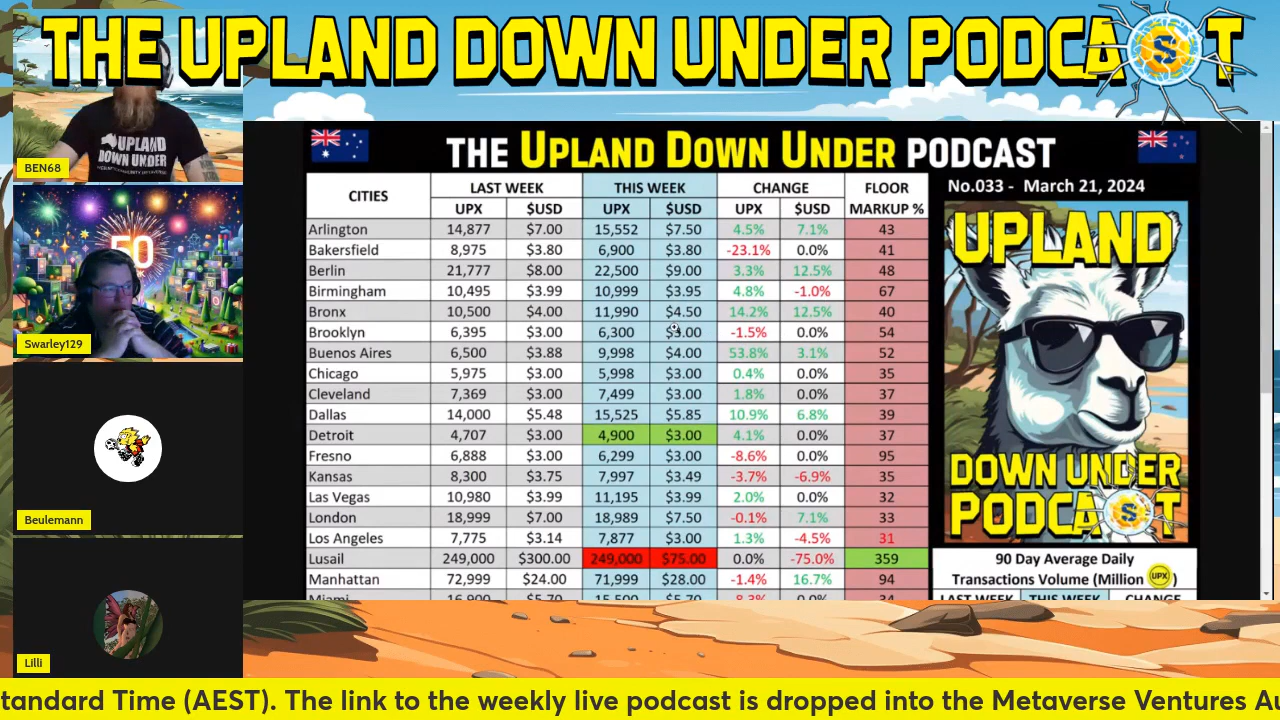 THE UPLAND DOWN UNDER PODCAST
UPLAND
DOWN UNDER
BEN68
50
Swarley129
Beulemann
Lilli
THE UPLAND DOWN UNDER PODCAST
CITIES LAST WEEK THIS WEEK CHANGE FLOOR MARKUP %
UPX $USD UPX $USD UPX $USD
Arlington 14,877 $7.00 15,552 $7.50 4.5% 7.1% 43
Bakersfield 8,975 $3.80 6,900 $3.80 -23.1% 0.0% 41
Berlin 21,777 $8.00 22,500 $9.00 3.3% 12.5% 48
Birmingham 10,495 $3.99 10,999 $3.95 4.8% -1.0% 67
Bronx 10,500 $4.00 11,990 $4.50 14.2% 12.5% 40
Brooklyn 6,395 $3.00 6,300 $3.00 -1.5% 0.0% 54
Buenos Aires 6,500 $3.88 9,998 $4.00 53.8% 3.1% 52
Chicago 5,975 $3.00 5,998 $3.00 0.4% 0.0% 35
Cleveland 7,369 $3.00 7,499 $3.00 1.8% 0.0% 37
Dallas 14,000 $5.48 15,525 $5.85 10.9% 6.8% 39
Detroit 4,707 $3.00 4,900 $3.00 4.1% 0.0% 37
Fresno 6,888 $3.00 6,299 $3.00 -8.6% 0.0% 95
Kansas 8,300 $3.75 7,997 $3.49 -3.7% -6.9% 35
Las Vegas 10,980 $3.99 11,195 $3.99 2.0% 0.0% 32
London 18,999 $7.00 18,989 $7.50 -0.1% 7.1% 33
Los Angeles 7,775 $3.14 7,877 $3.00 1.3% -4.5% 31
Lusail 249,000 $300.00 249,000 $75.00 0.0% -75.0% 359
Manhattan 72,999 $24.00 71,999 $28.00 -1.4% 16.7% 94
Miami 16,900 $5.70 15,500 $5.70 -8.3% 0.0% 34
No.033 - March 21, 2024
UPLAND
DOWN UNDER
PODCAST
90 Day Average Daily
Transactions Volume (Million UPX )
LAST WEEK THIS WEEK CHANGE
tandard Time (AEST). The link to the weekly live podcast is dropped into the Metaverse Ventures Au